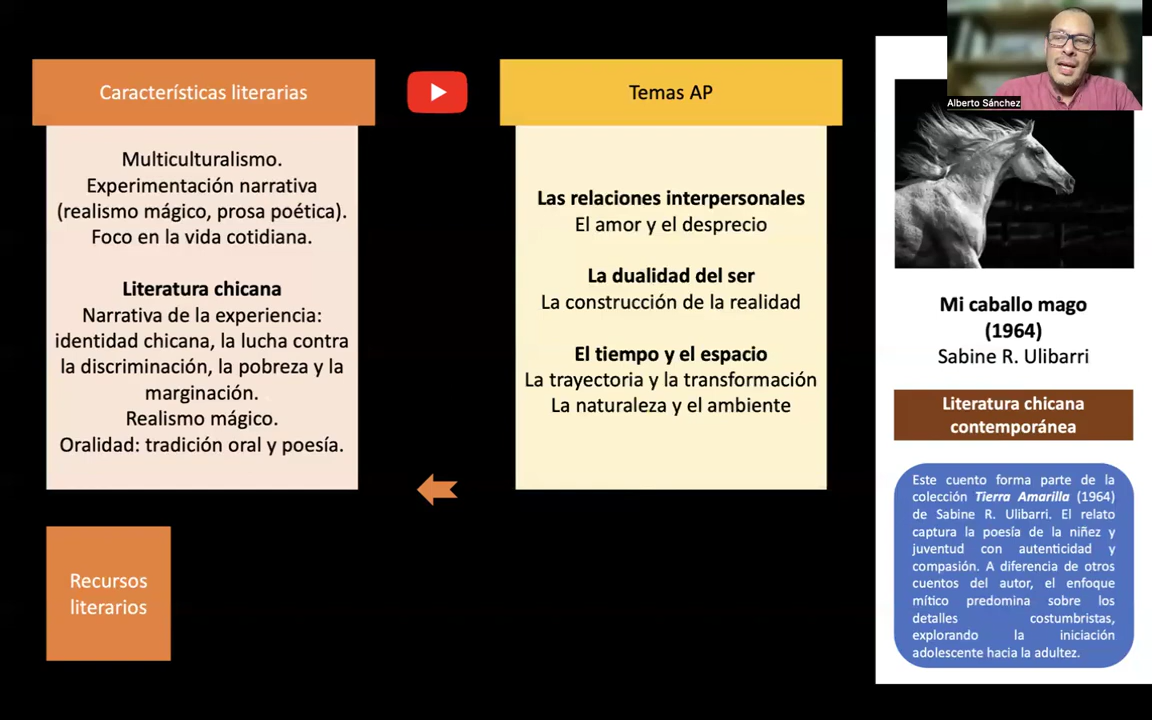 Características literarias
Multiculturalismo.
Experimentación narrativa
(realismo mágico, prosa poética).
Foco en la vida cotidiana.
Literatura chicana
Narrativa de la experiencia:
identidad chicana, la lucha contra
la discriminación, la pobreza y la
marginación.
Realismo mágico.
Oralidad: tradición oral y poesía.
Recursos
literarios
Temas AP
Las relaciones interpersonales
El amor y el desprecio
La dualidad del ser
La construcción de la realidad
El tiempo y el espacio
La trayectoria y la transformación
La naturaleza y el ambiente
Alberto Sánchez
Mi caballo mago
(1964)
Sabine R. Ulibarri
Literatura chicana
contemporánea
Este cuento forma parte de la
colección Tierra Amarilla (1964)
de Sabine R. Ulibarri. El relato
captura la poesía de la niñez y
juventud con autenticidad y
compasión. A diferencia de otros
cuentos del autor, el enfoque
mítico predomina sobre los
detalles costumbristas,
explorando la iniciación
adolescente hacia la adultez.